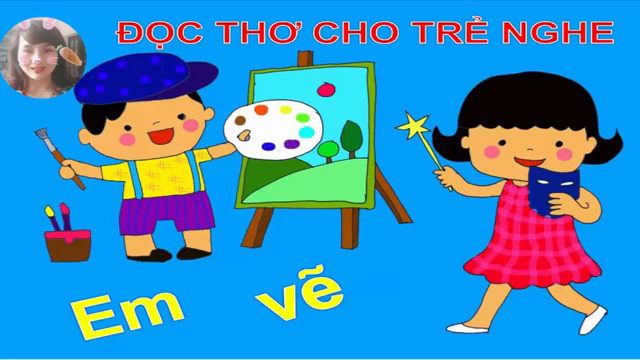 ĐỌC THƠ CHO TRẺ NGHE
Em vẽ